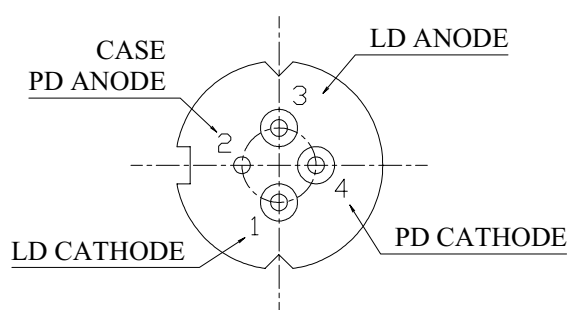 CASE
PD ANODE
LD ANODE
3
2
4
1
LD CATHODE
PD CATHODE